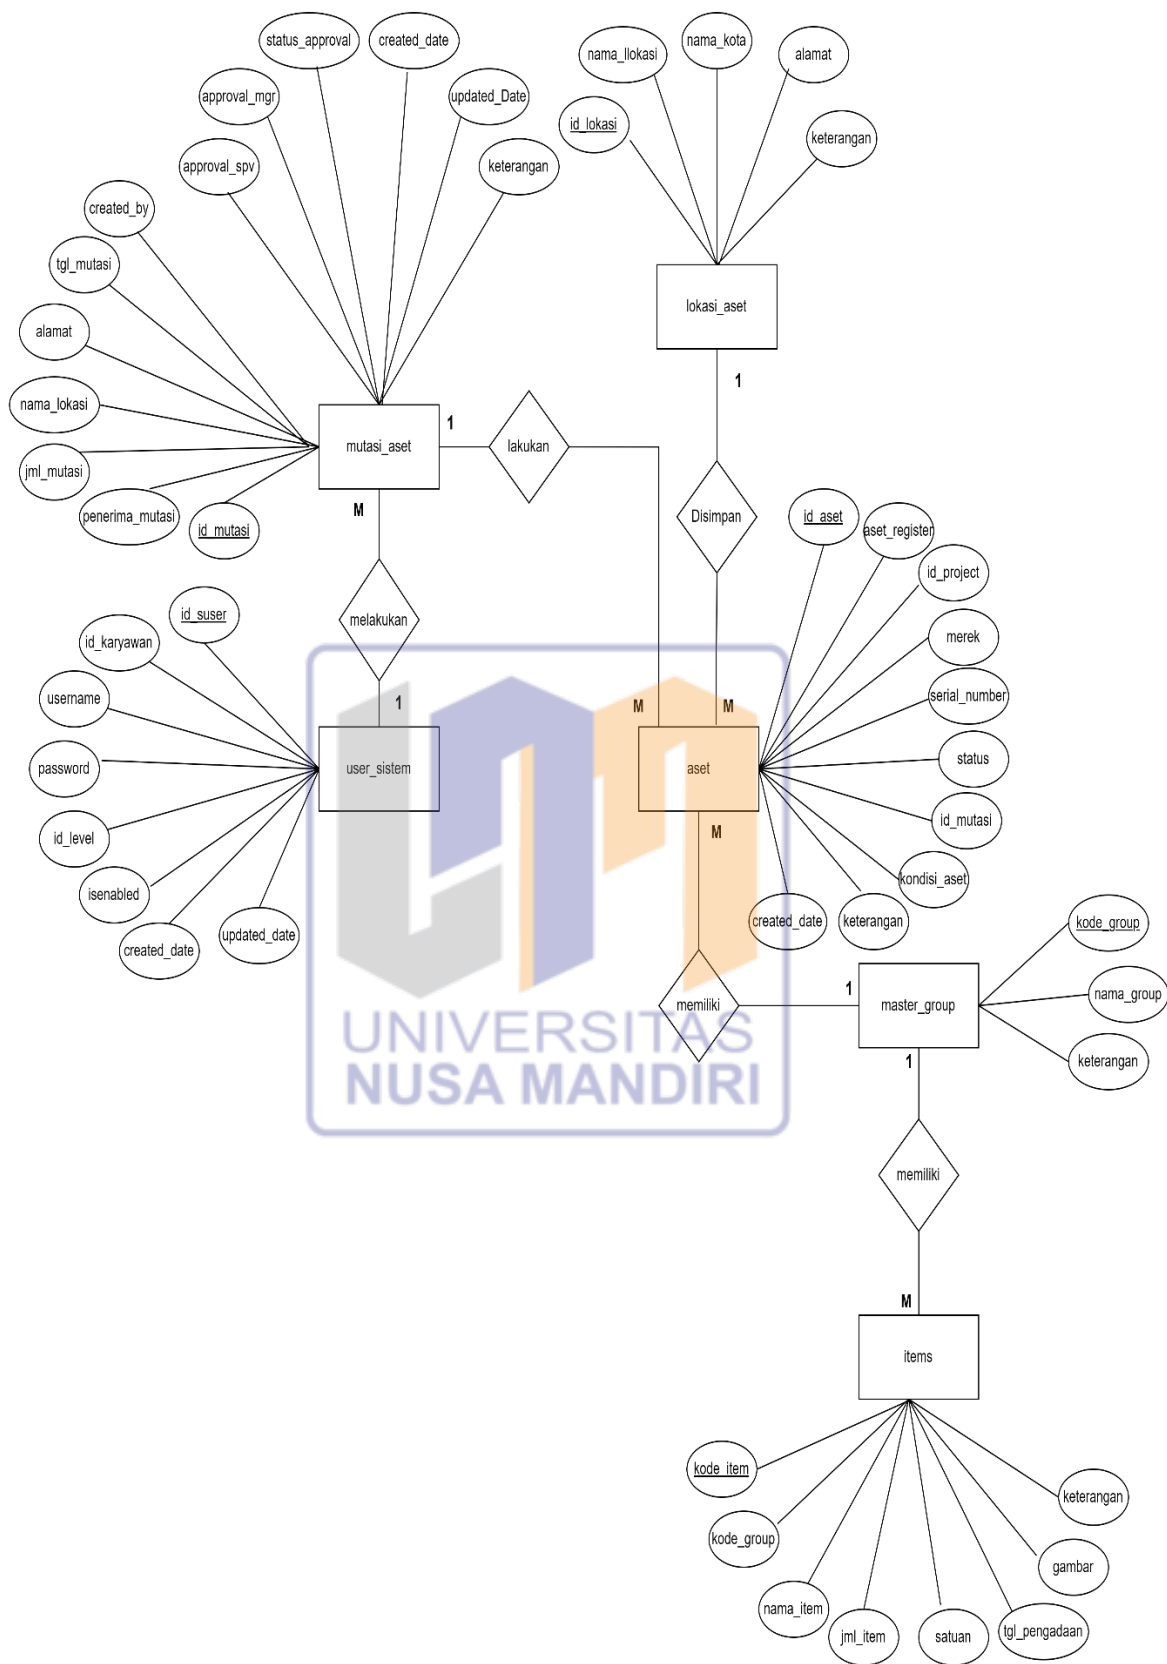 status_approval
created_date
approval_mgr
updated_Date
approval_spv
keterangan
created_by
tgl_mutasi
alamat
nama_lokasi
jml_mutasi
penerima_mutasi
id_mutasi
mutasi_aset
1
lakukan
M
melakukan
1
nama_llokasi
nama_kota
alamat
id_lokasi
keterangan
lokasi_aset
1
Disimpan
M
M
id_suser
id_karyawan
username
password
id_level
isenabled
created_date
updated_date
user_sistem
aset
M
id_aset
aset_register
id_project
merek
serial_number
status
id_mutasi
kondisi_aset
keterangan
created_date
memiliki
1
master_group
kode_group
nama_group
keterangan
1
memiliki
M
items
kode_item
kode_group
nama_item
jml_item
satuan
tgl_pengadaan
gambar
keterangan
UNIVERSITAS
NUSA MANDIRI